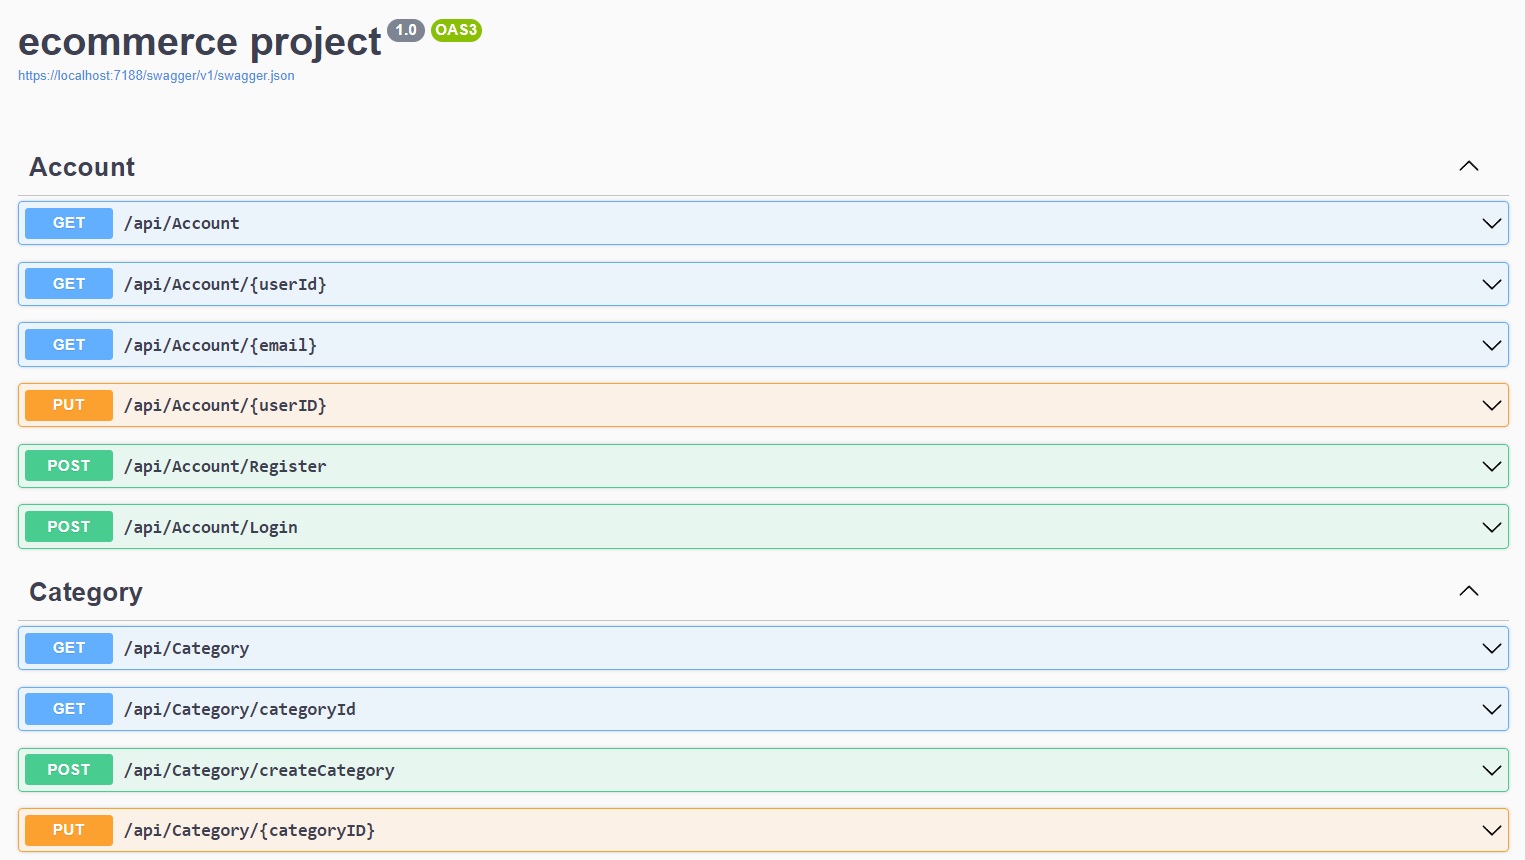 ecommerce project 1.0 OAS3
https://localhost:7188/swagger/v1/swagger.json
Account
GET /api/Account
GET /api/Account/{userId}
GET /api/Account/{email}
PUT /api/Account/{userID}
POST /api/Account/Register
POST /api/Account/Login
Category
GET /api/Category
GET /api/Category/categoryId
POST /api/Category/createCategory
PUT /api/Category/{categoryID}